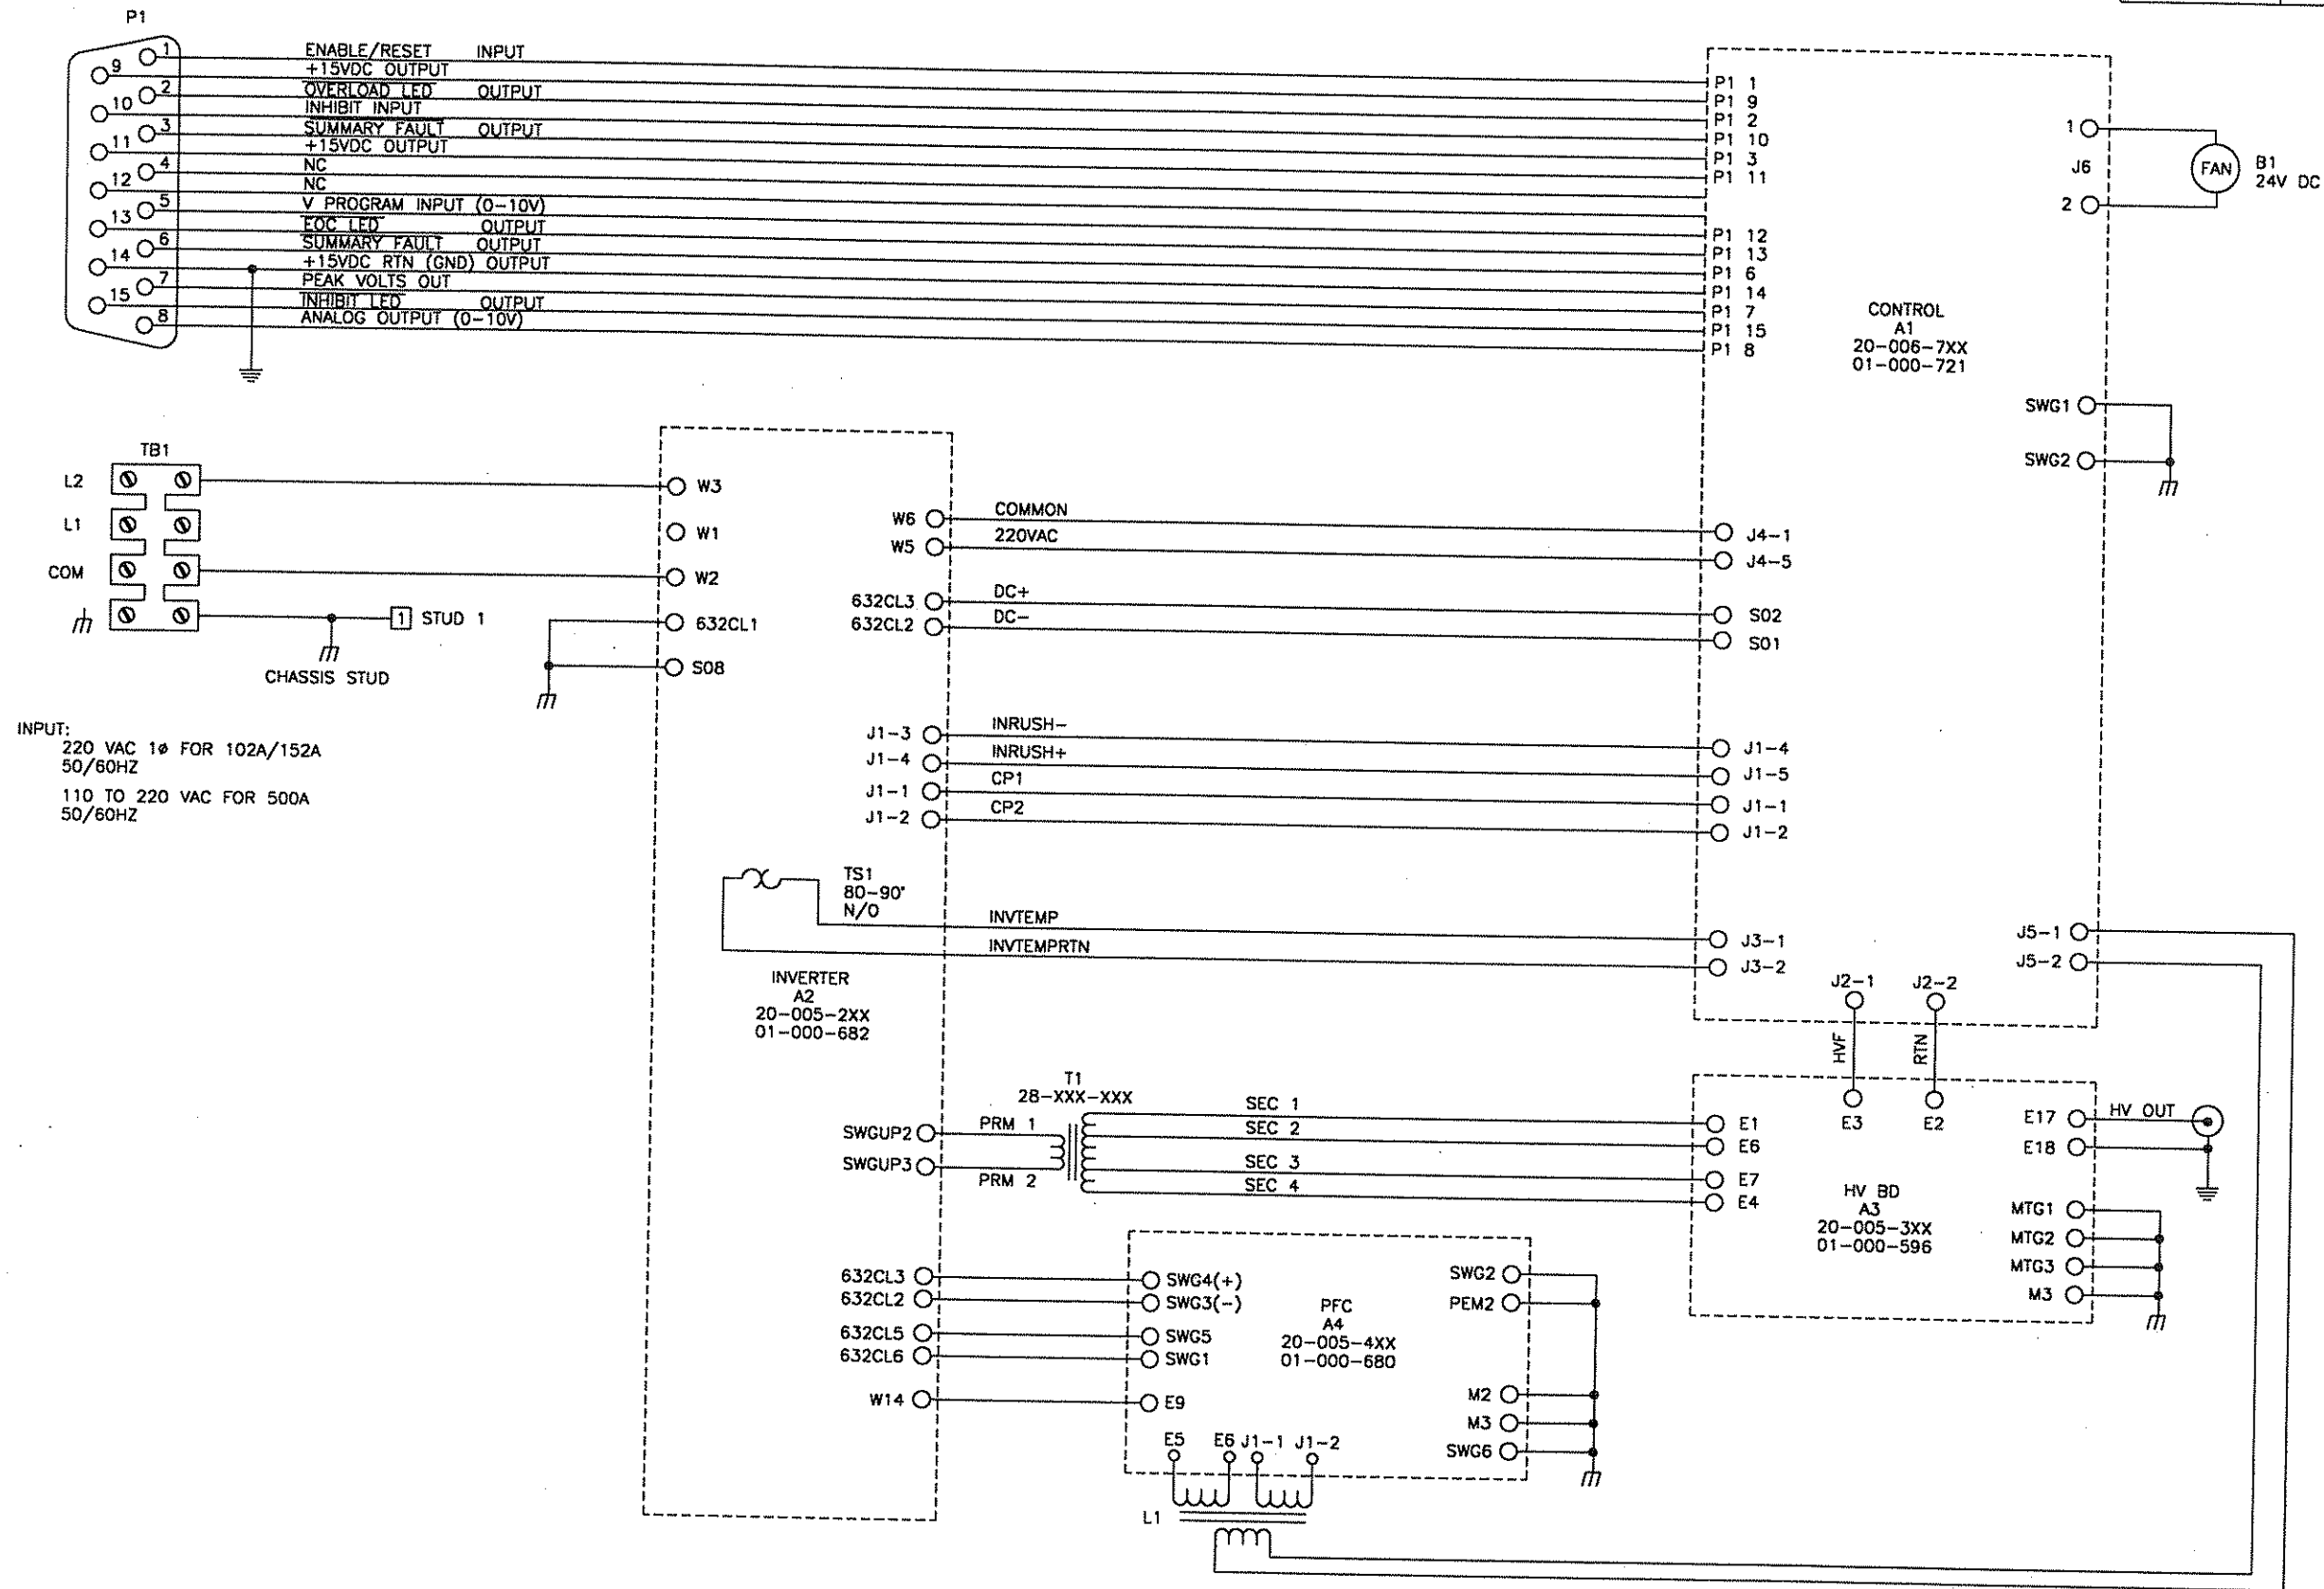 P1
1 ENABLE/RESET INPUT
9 +15VDC OUTPUT
2 OVERLOAD LED OUTPUT
10 INHIBIT INPUT
3 SUMMARY FAULT OUTPUT
11 +15VDC OUTPUT
4 NC
12 NC
5 V PROGRAM INPUT (0-10V)
13 EOC LED OUTPUT
6 SUMMARY FAULT OUTPUT
14 +15VDC RTN (GND) OUTPUT
7 PEAK VOLTS OUT
15 INHIBIT LED OUTPUT
8 ANALOG OUTPUT (0-10V)
P1 1
P1 9
P1 2
P1 10
P1 3
P1 11
P1 12
P1 13
P1 6
P1 14
P1 7
P1 15
P1 8
1
J6
2
FAN
B1
24V DC
CONTROL
A1
20-006-7XX
01-000-721
SWG1
SWG2
TB1
L2
L1
COM
1 STUD 1
CHASSIS STUD
INPUT:
220 VAC 1ø FOR 102A/152A
50/60HZ
110 TO 220 VAC FOR 500A
50/60HZ
W3
W1
W2
632CL1
S08
W6 COMMON J4-1
W5 220VAC J4-5
632CL3 DC+ S02
632CL2 DC- S01
J1-3 INRUSH- J1-4
J1-4 INRUSH+ J1-5
J1-1 CP1 J1-1
J1-2 CP2 J1-2
TS1
80-90°
N/O
INVTEMP J3-1
INVTEMPRTN J3-2
J5-1
J5-2
INVERTER
A2
20-005-2XX
01-000-682
J2-1 J2-2
HVF RTN
E3 E2
T1
28-XXX-XXX
SWGUP2 PRM 1
SWGUP3 PRM 2
SEC 1 E1
SEC 2 E6
SEC 3 E7
SEC 4 E4
E17 HV OUT
E18
HV BD
A3
20-005-3XX
01-000-596
MTG1
MTG2
MTG3
M3
632CL3 SWG4(+)
632CL2 SWG3(-)
632CL5 SWG5
632CL6 SWG1
W14 E9
PFC
A4
20-005-4XX
01-000-680
SWG2
PEM2
M2
M3
SWG6
E5 E6 J1-1 J1-2
L1